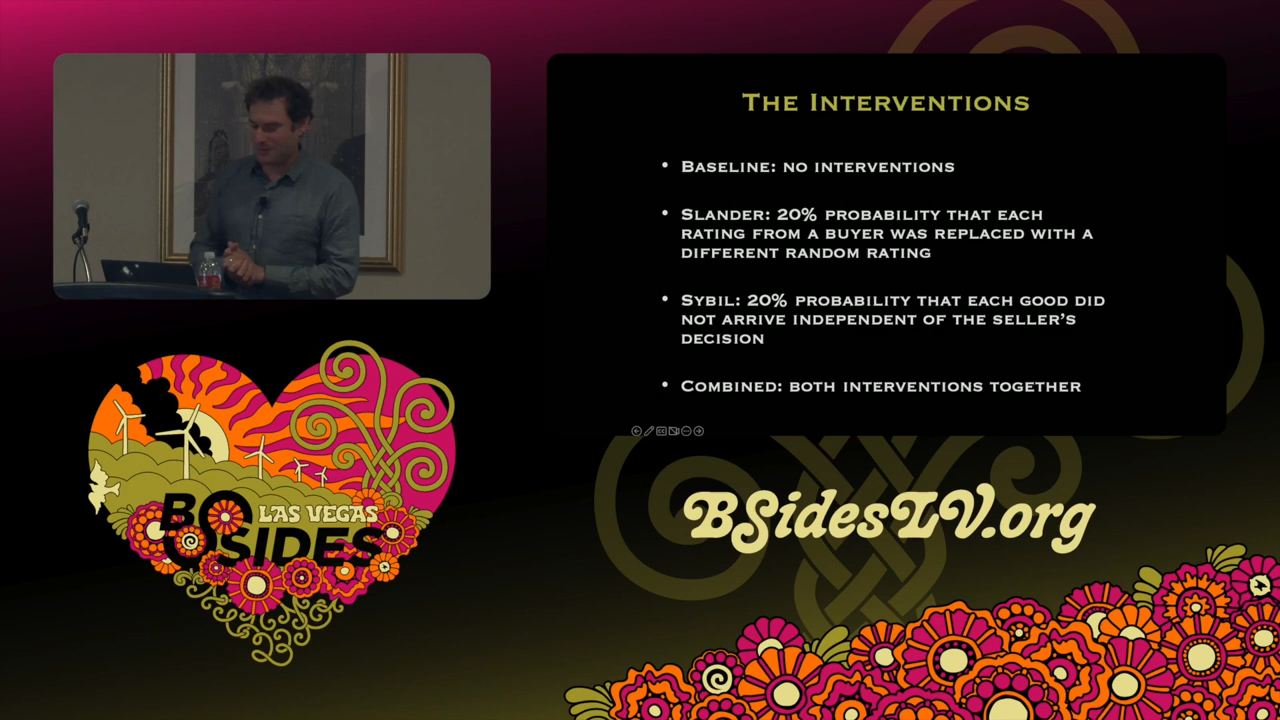 The Interventions
• Baseline: no interventions
• Slander: 20% probability that each
rating from a buyer was replaced with a
different random rating
• Sybil: 20% probability that each good did
not arrive independent of the seller's
decision
• Combined: both interventions together
BSidesLV.org
LAS VEGAS
BSIDES
23